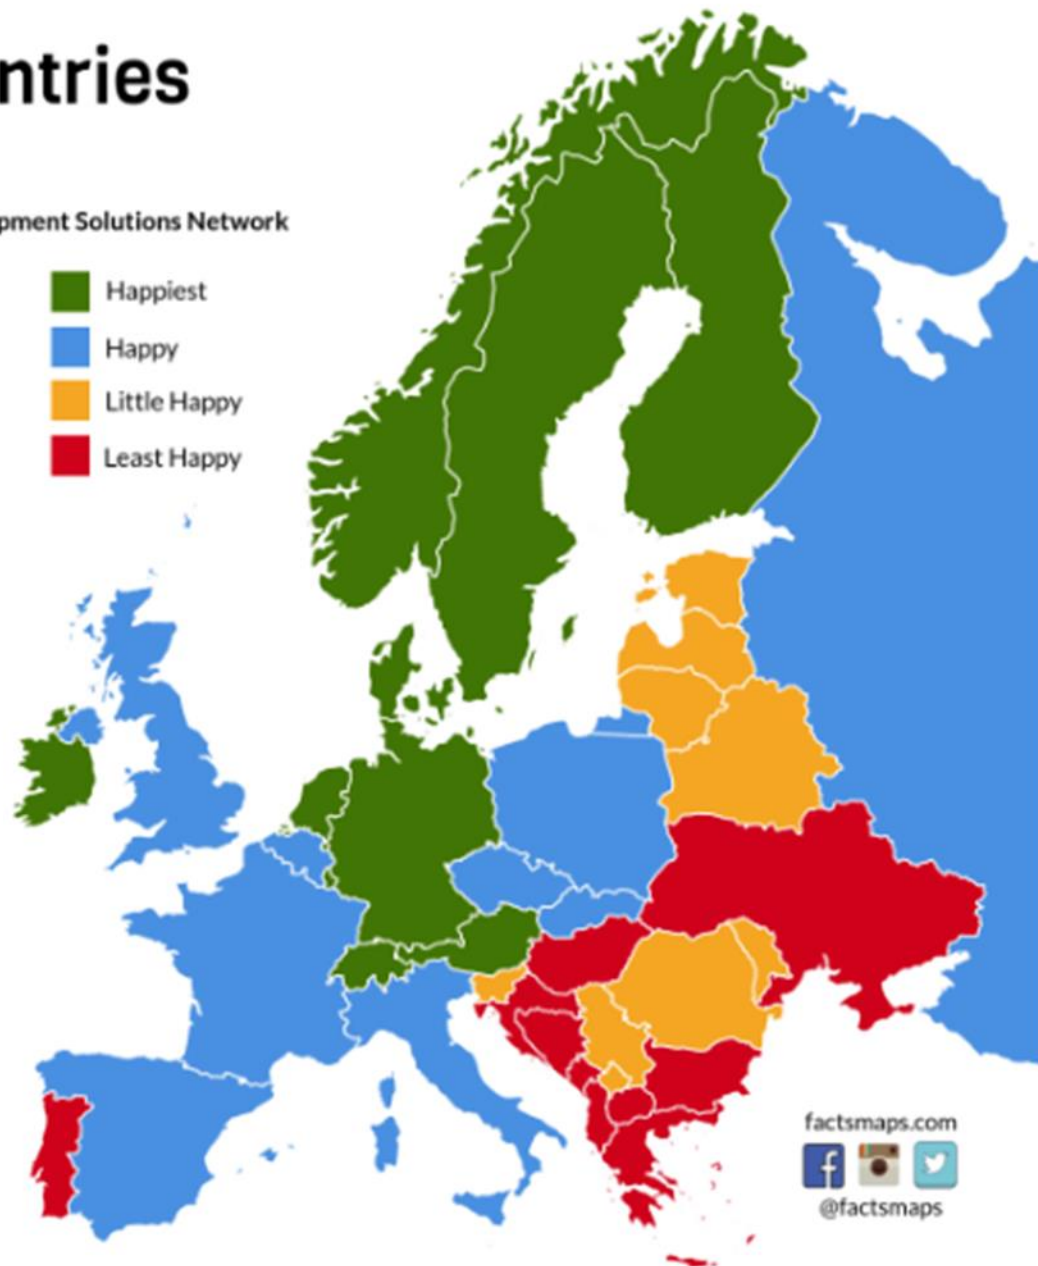 ntries
pment Solutions Network
Happiest
Happy
Little Happy
Least Happy
factsmaps.com
@factsmaps